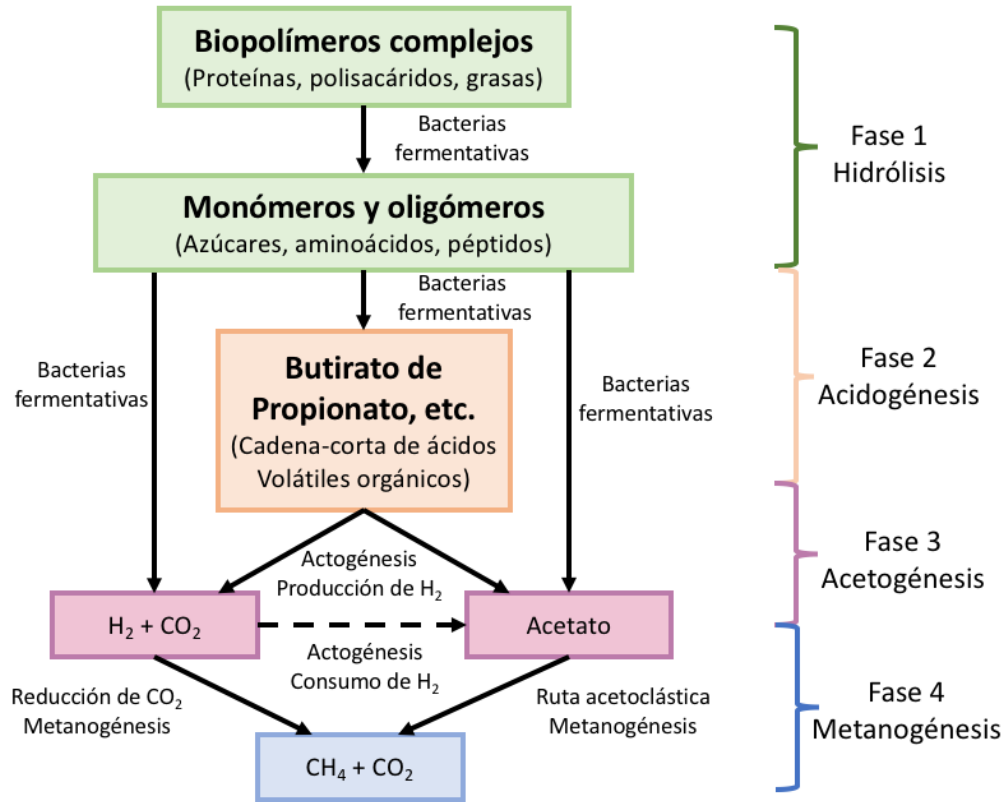 Biopolímeros complejos
(Proteínas, polisacáridos, grasas)
Bacterias
fermentativas
Fase 1
Hidrólisis
Monómeros y oligómeros
(Azúcares, aminoácidos, péptidos)
Bacterias
fermentativas
Bacterias
fermentativas
Butirato de
Propionato, etc.
(Cadena-corta de ácidos
Volátiles orgánicos)
Bacterias
fermentativas
Fase 2
Acidogénesis
Actogénesis
Producción de H₂
Fase 3
Acetogénesis
H₂ + CO₂
Acetato
Actogénesis
Consumo de H₂
Reducción de CO₂
Metanogénesis
Ruta acetoclástica
Metanogénesis
Fase 4
Metanogénesis
CH₄ + CO₂